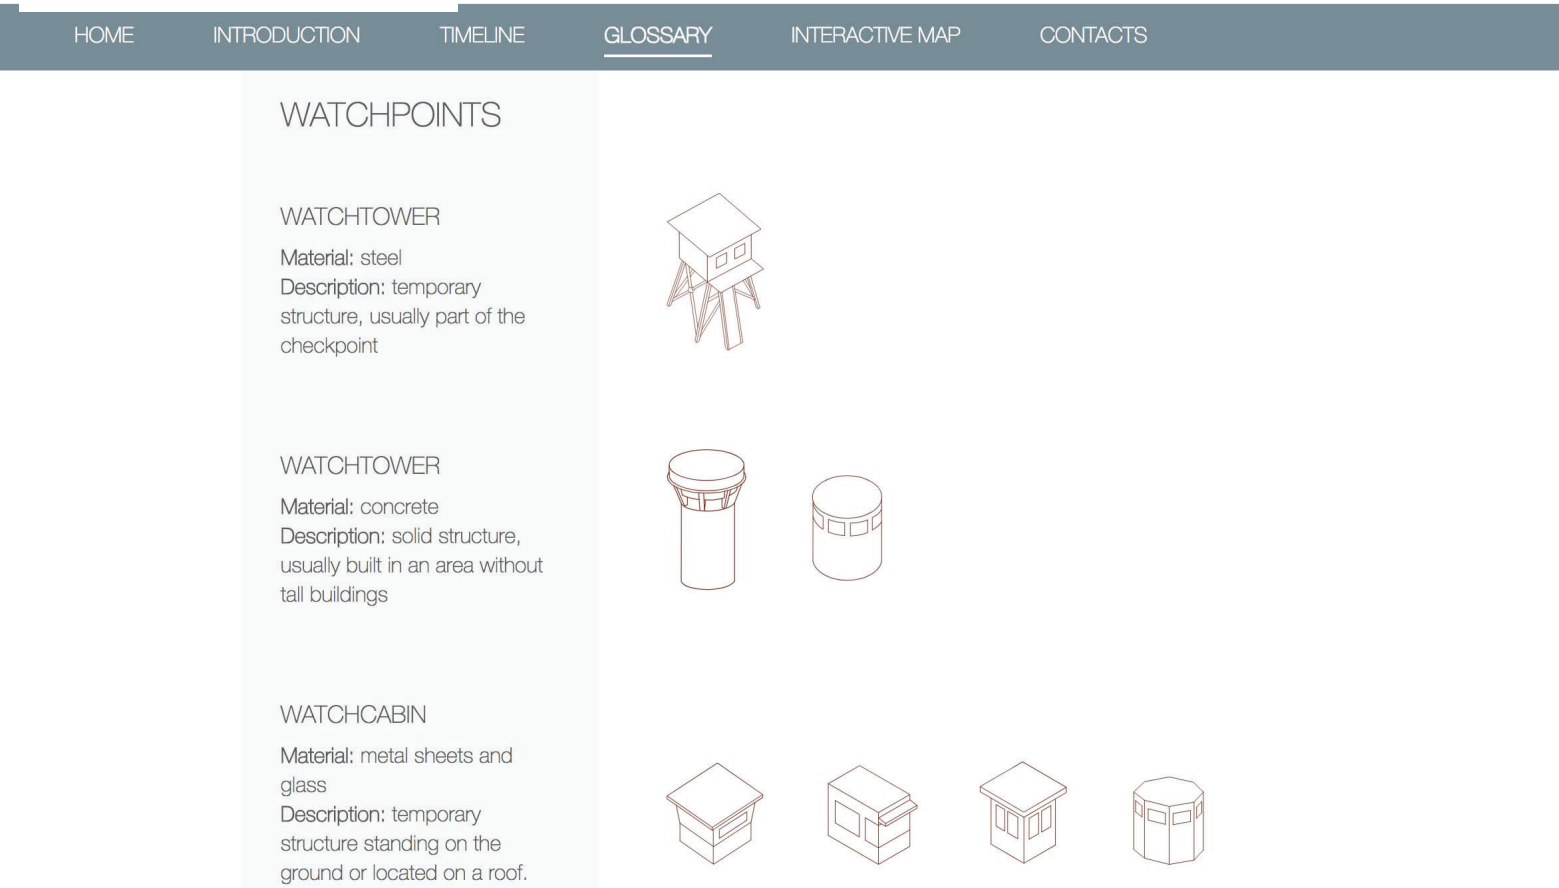 HOME INTRODUCTION TIMELINE GLOSSARY INTERACTIVE MAP CONTACTS
WATCHPOINTS
WATCHTOWER
Material: steel
Description: temporary
structure, usually part of the
checkpoint
WATCHTOWER
Material: concrete
Description: solid structure,
usually built in an area without
tall buildings
WATCHCABIN
Material: metal sheets and
glass
Description: temporary
structure standing on the
ground or located on a roof.